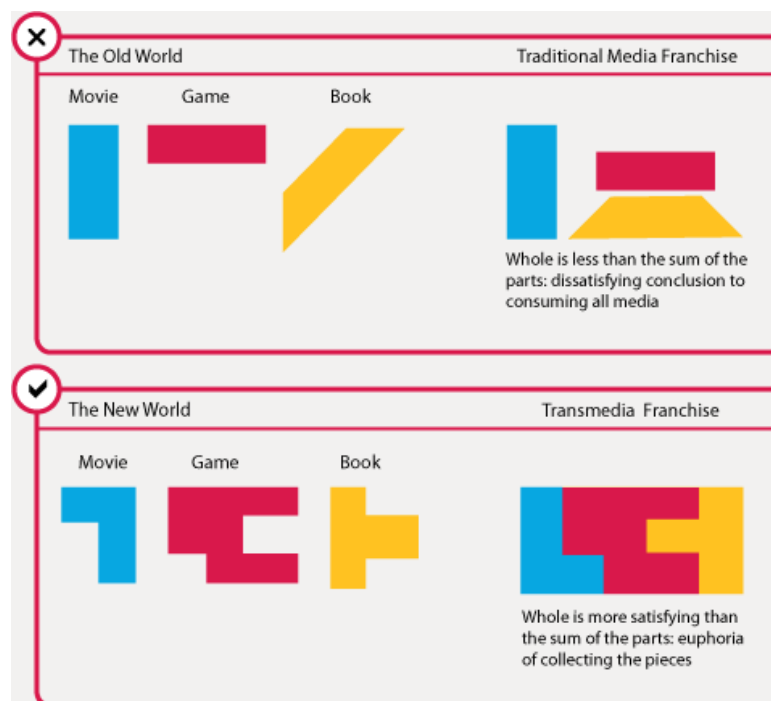 The Old World
Traditional Media Franchise
Movie
Game
Book
Whole is less than the sum of the
parts: dissatisfying conclusion to
consuming all media
The New World
Transmedia Franchise
Movie
Game
Book
Whole is more satisfying than
the sum of the parts: euphoria
of collecting the pieces